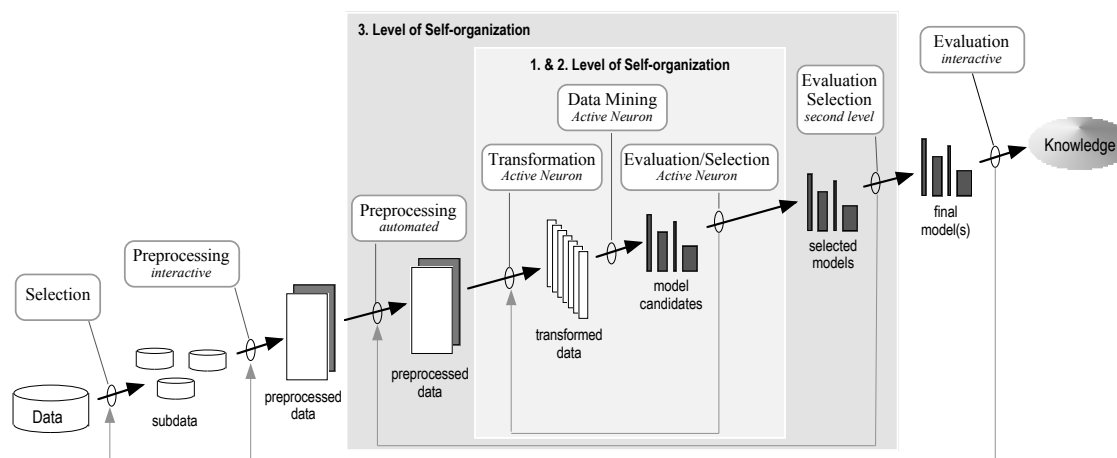 3. Level of Self-organization
1. & 2. Level of Self-organization
Evaluation
interactive
Evaluation
Selection
second level
Data Mining
Active Neuron
Transformation
Active Neuron
Evaluation/Selection
Active Neuron
Preprocessing
automated
Preprocessing
interactive
Selection
Knowledge
final
model(s)
selected
models
model
candidates
transformed
data
preprocessed
data
preprocessed
data
subdata
Data